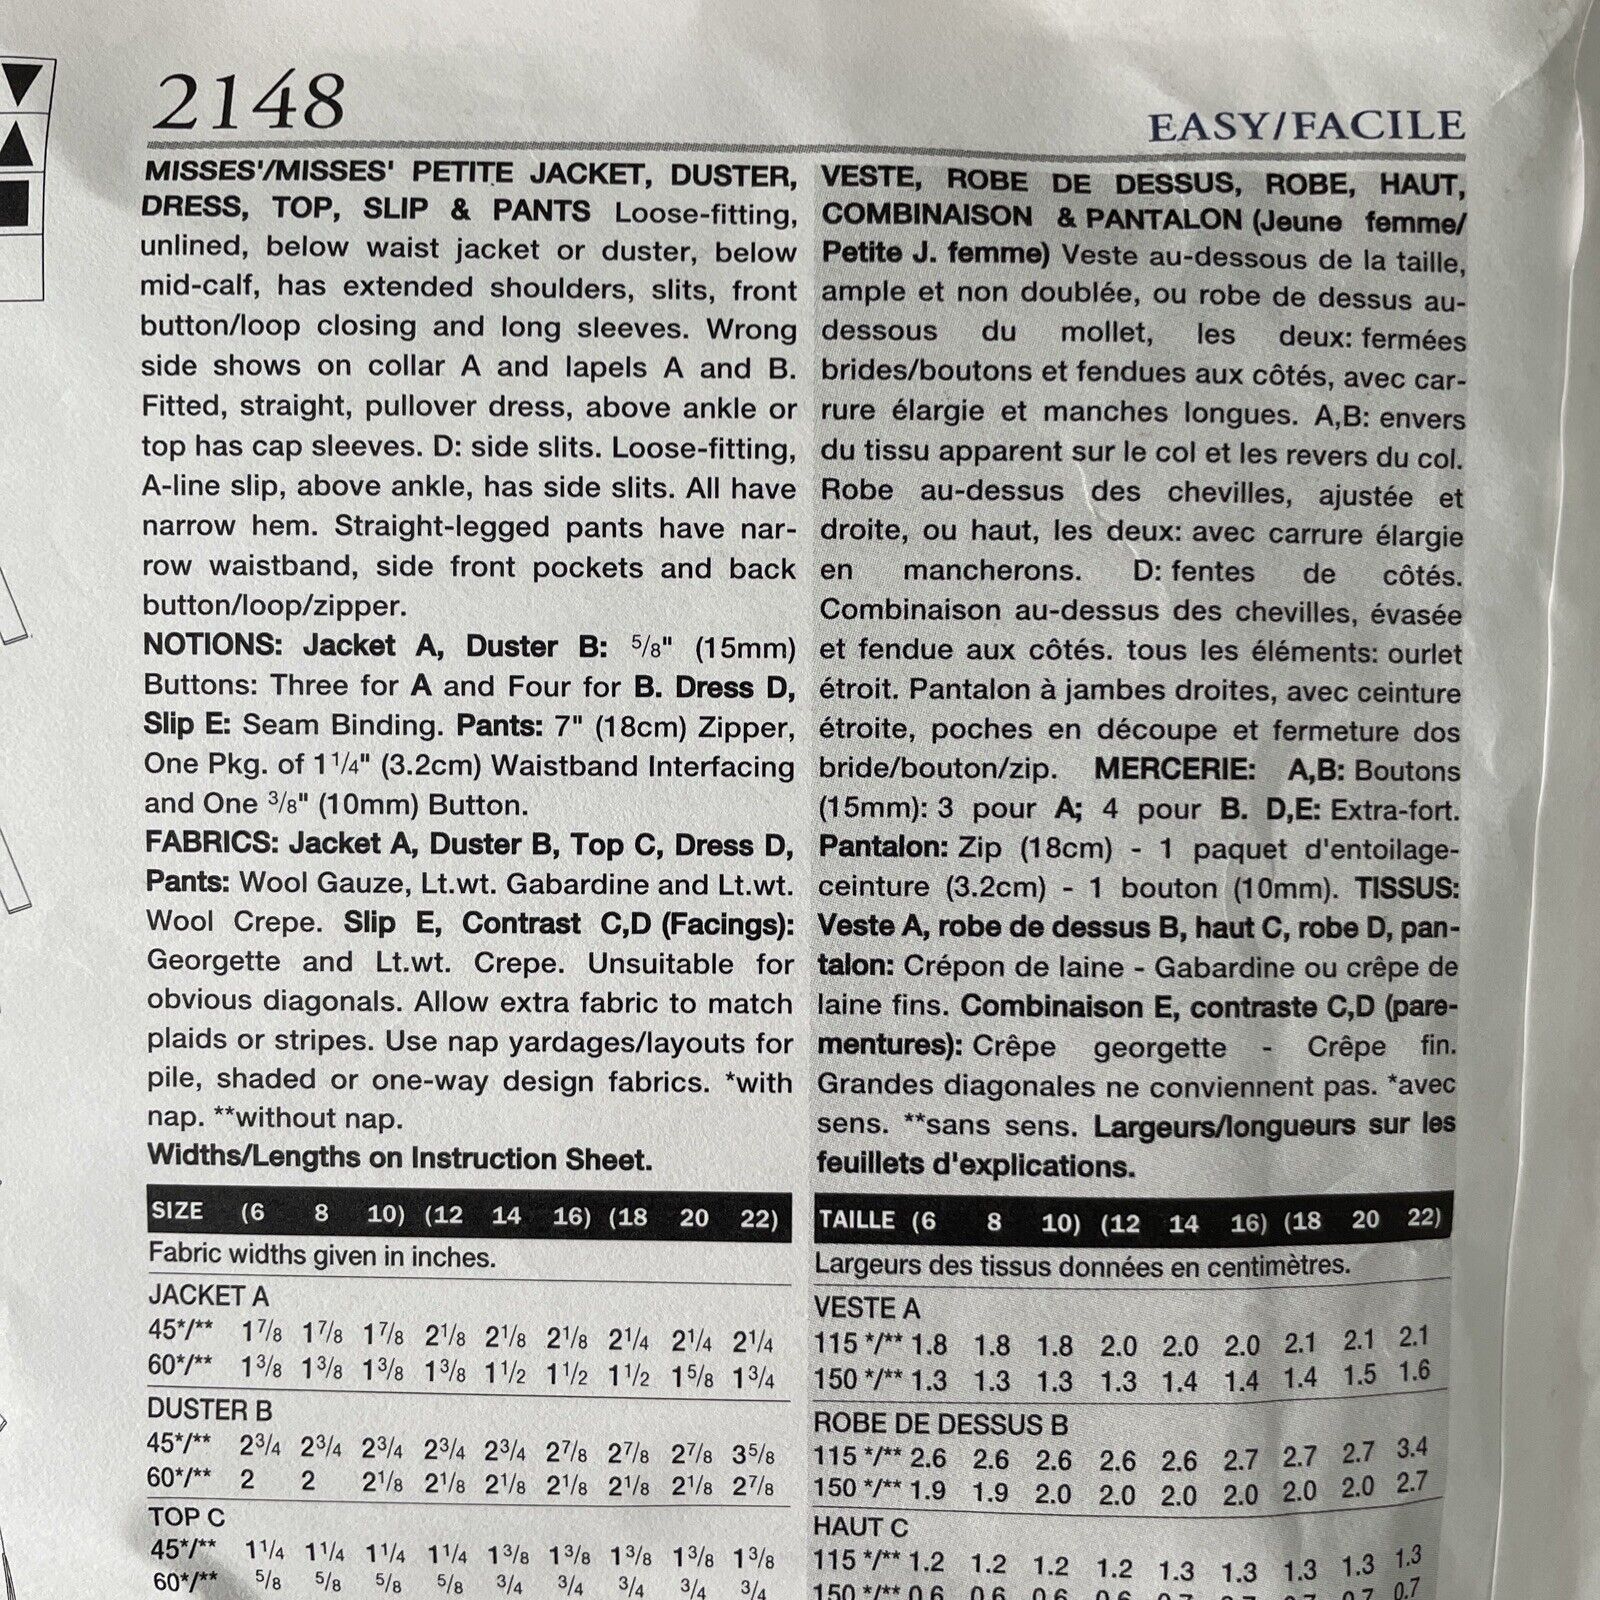 2148
EASY/FACILE
MISSES'/MISSES' PETITE JACKET, DUSTER,
DRESS, TOP, SLIP & PANTS Loose-fitting,
unlined, below waist jacket or duster, below
mid-calf, has extended shoulders, slits, front
button/loop closing and long sleeves. Wrong
side shows on collar A and lapels A and B.
Fitted, straight, pullover dress, above ankle or
top has cap sleeves. D: side slits. Loose-fitting,
A-line slip, above ankle, has side slits. All have
narrow hem. Straight-legged pants have nar-
row waistband, side front pockets and back
button/loop/zipper.
NOTIONS: Jacket A, Duster B: 5/8" (15mm)
Buttons: Three for A and Four for B. Dress D,
Slip E: Seam Binding. Pants: 7" (18cm) Zipper,
One Pkg. of 1 1/4" (3.2cm) Waistband Interfacing
and One 3/8" (10mm) Button.
FABRICS: Jacket A, Duster B, Top C, Dress D,
Pants: Wool Gauze, Lt.wt. Gabardine and Lt.wt.
Wool Crepe. Slip E, Contrast C,D (Facings):
Georgette and Lt.wt. Crepe. Unsuitable for
obvious diagonals. Allow extra fabric to match
plaids or stripes. Use nap yardages/layouts for
pile, shaded or one-way design fabrics. *with
nap. **without nap.
Widths/Lengths on Instruction Sheet.
SIZE (6 8 10) (12 14 16) (18 20 22)
Fabric widths given in inches.
JACKET A
45*/** 1 7/8 1 7/8 1 7/8 2 1/8 2 1/8 2 1/8 2 1/4 2 1/4 2 1/4
60*/** 1 3/8 1 3/8 1 3/8 1 3/8 1 1/2 1 1/2 1 1/2 1 5/8 1 3/4
DUSTER B
45*/** 2 3/4 2 3/4 2 3/4 2 3/4 2 3/4 2 7/8 2 7/8 2 7/8 3 5/8
60*/** 2 2 2 1/8 2 1/8 2 1/8 2 1/8 2 1/8 2 1/8 2 7/8
TOP C
45*/** 1 1/4 1 1/4 1 1/4 1 1/4 1 3/8 1 3/8 1 3/8 1 3/8 1 3/8
60*/** 5/8 5/8 5/8 5/8 3/4 3/4 3/4 3/4 3/4
VESTE, ROBE DE DESSUS, ROBE, HAUT,
COMBINAISON & PANTALON (Jeune femme/
Petite J. femme) Veste au-dessous de la taille,
ample et non doublée, ou robe de dessus au-
dessous du mollet, les deux: fermées
brides/boutons et fendues aux côtés, avec car-
rure élargie et manches longues. A,B: envers
du tissu apparent sur le col et les revers du col.
Robe au-dessus des chevilles, ajustée et
droite, ou haut, les deux: avec carrure élargie
en mancherons. D: fentes de côtés.
Combinaison au-dessus des chevilles, évasée
et fendue aux côtés. tous les éléments: ourlet
étroit. Pantalon à jambes droites, avec ceinture
étroite, poches en découpe et fermeture dos
bride/bouton/zip. MERCERIE: A,B: Boutons
(15mm): 3 pour A; 4 pour B. D,E: Extra-fort.
Pantalon: Zip (18cm) - 1 paquet d'entoilage-
ceinture (3.2cm) - 1 bouton (10mm). TISSUS:
Veste A, robe de dessus B, haut C, robe D, pan-
talon: Crépon de laine - Gabardine ou crêpe de
laine fins. Combinaison E, contraste C,D (pare-
mentures): Crêpe georgette - Crêpe fin.
Grandes diagonales ne conviennent pas. *avec
sens. **sans sens. Largeurs/longueurs sur les
feuillets d'explications.
TAILLE (6 8 10) (12 14 16) (18 20 22)
Largeurs des tissus données en centimètres.
VESTE A
115 */** 1.8 1.8 1.8 2.0 2.0 2.0 2.1 2.1 2.1
150 */** 1.3 1.3 1.3 1.3 1.4 1.4 1.4 1.5 1.6
ROBE DE DESSUS B
115 */** 2.6 2.6 2.6 2.6 2.6 2.7 2.7 2.7 3.4
150 */** 1.9 1.9 2.0 2.0 2.0 2.0 2.0 2.0 2.7
HAUT C
115 */** 1.2 1.2 1.2 1.2 1.3 1.3 1.3 1.3 1.3
150 */** 0.6 0.6 0.6 0.6 0.7 0.7